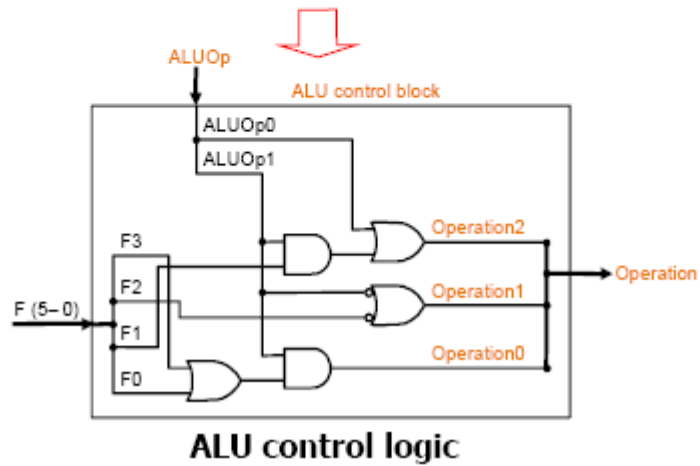 ALUOp
ALU control block
ALUOp0
ALUOp1
F3
Operation2
Operation
F2
F (5– 0)
Operation1
F1
Operation0
F0
ALU control logic